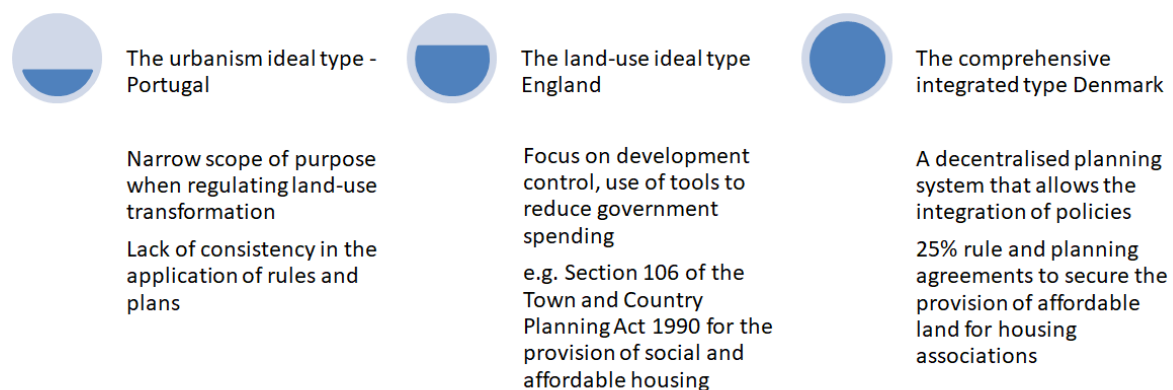 The urbanism ideal type -
Portugal
Narrow scope of purpose
when regulating land-use
transformation
Lack of consistency in the
application of rules and
plans
The land-use ideal type
England
Focus on development
control, use of tools to
reduce government
spending
e.g. Section 106 of the
Town and Country
Planning Act 1990 for the
provision of social and
affordable housing
The comprehensive
integrated type Denmark
A decentralised planning
system that allows the
integration of policies
25% rule and planning
agreements to secure the
provision of affordable
land for housing
associations